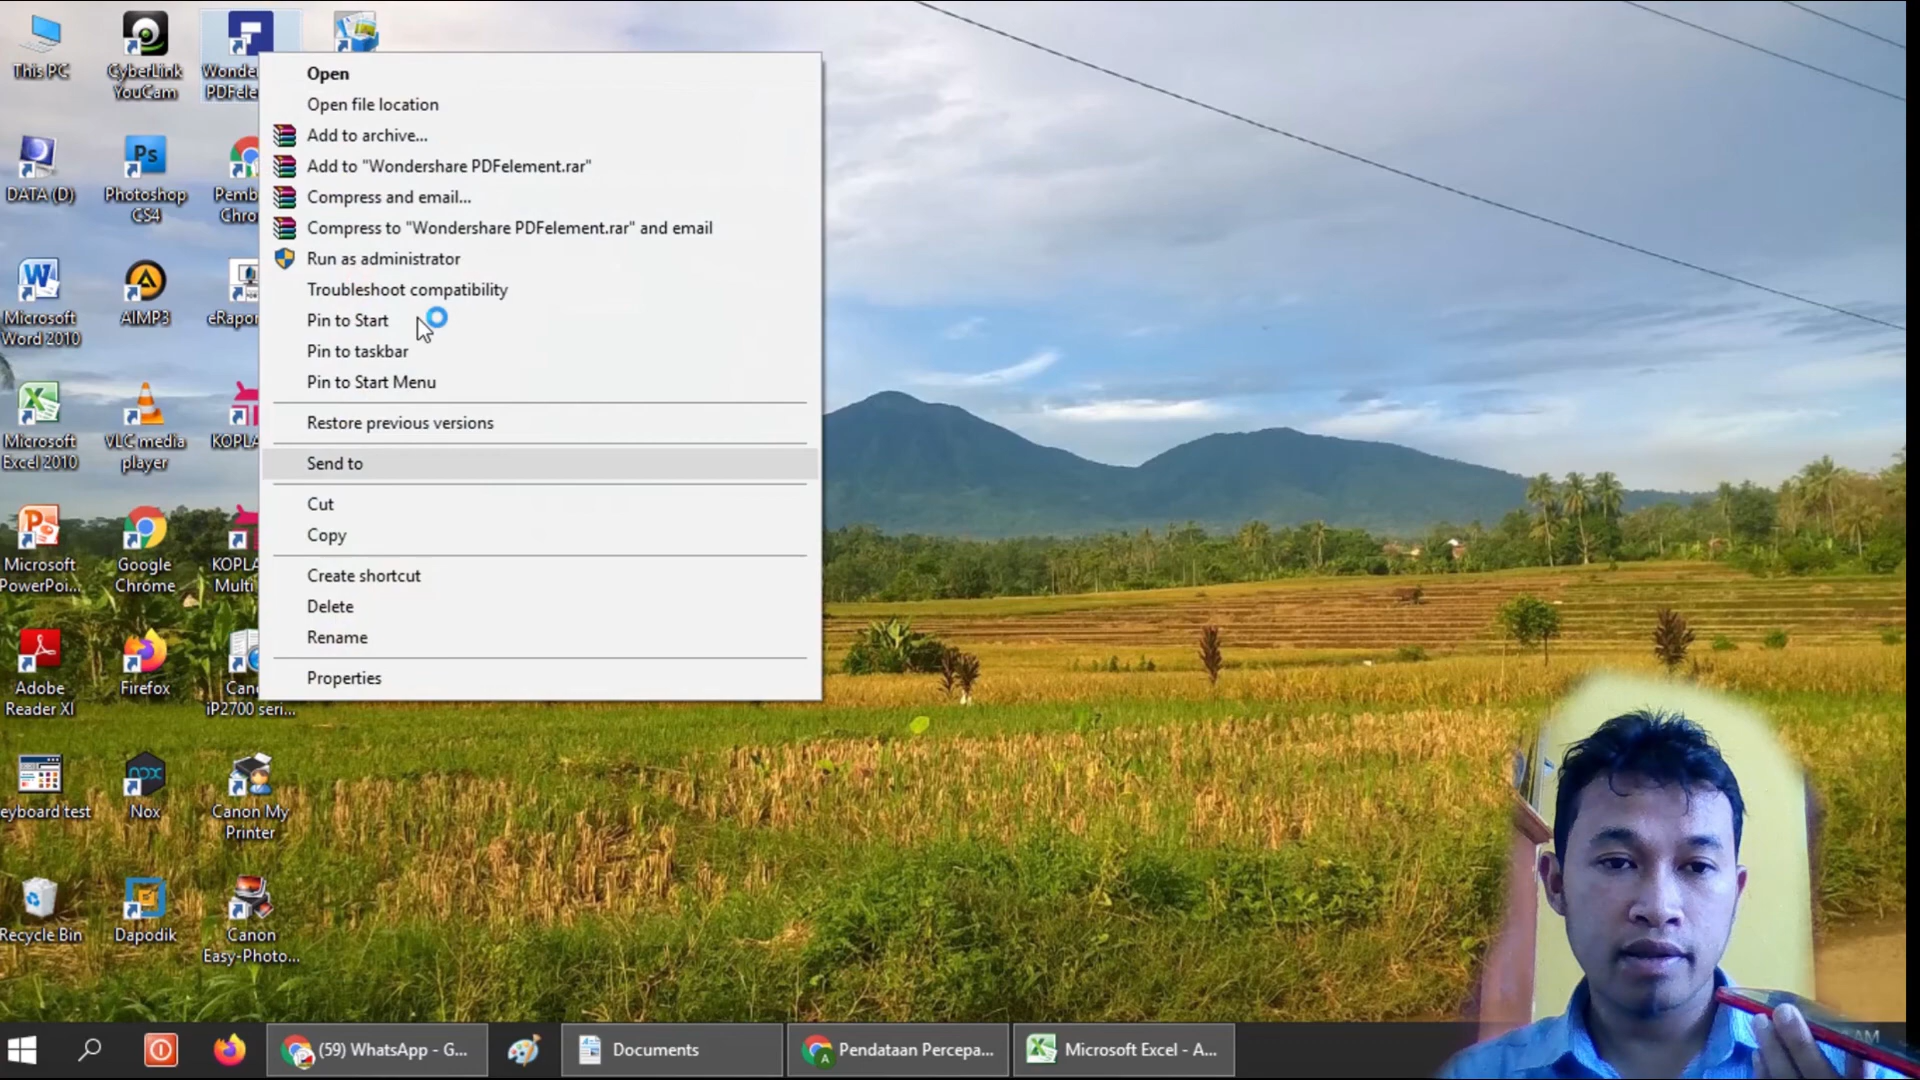 This PC
CyberLink
YouCam
Wonde
PDFele
DATA (D)
Photoshop
CS4
Pemb
Chro
Microsoft
Word 2010
AIMP3
eRapor
Microsoft
Excel 2010
VLC media
player
KOPLA
Microsoft
PowerPoi...
Google
Chrome
KOPL
Multi
Adobe
Reader XI
Firefox
Can
iP2700 seri...
eyboard test
Nox
Canon My
Printer
Recycle Bin
Dapodik
Canon
Easy-Photo...
Open
Open file location
Add to archive...
Add to "Wondershare PDFelement.rar"
Compress and email...
Compress to "Wondershare PDFelement.rar" and email
Run as administrator
Troubleshoot compatibility
Pin to Start
Pin to taskbar
Pin to Start Menu
Restore previous versions
Send to
Cut
Copy
Create shortcut
Delete
Rename
Properties
(59) WhatsApp - G...
Documents
Pendataan Percepa...
Microsoft Excel - A...
AM